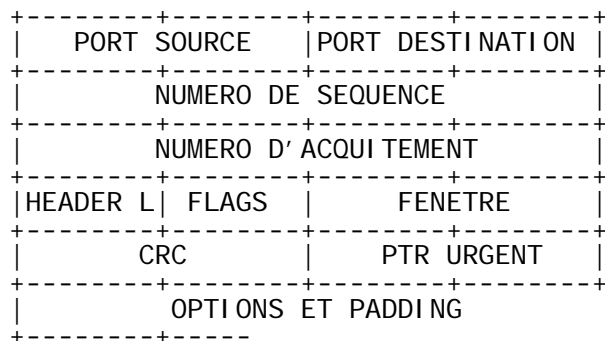 PORT SOURCE PORT DESTINATION
NUMERO DE SEQUENCE
NUMERO D'ACQUITEMENT
HEADER L FLAGS FENETRE
CRC PTR URGENT
OPTIONS ET PADDING